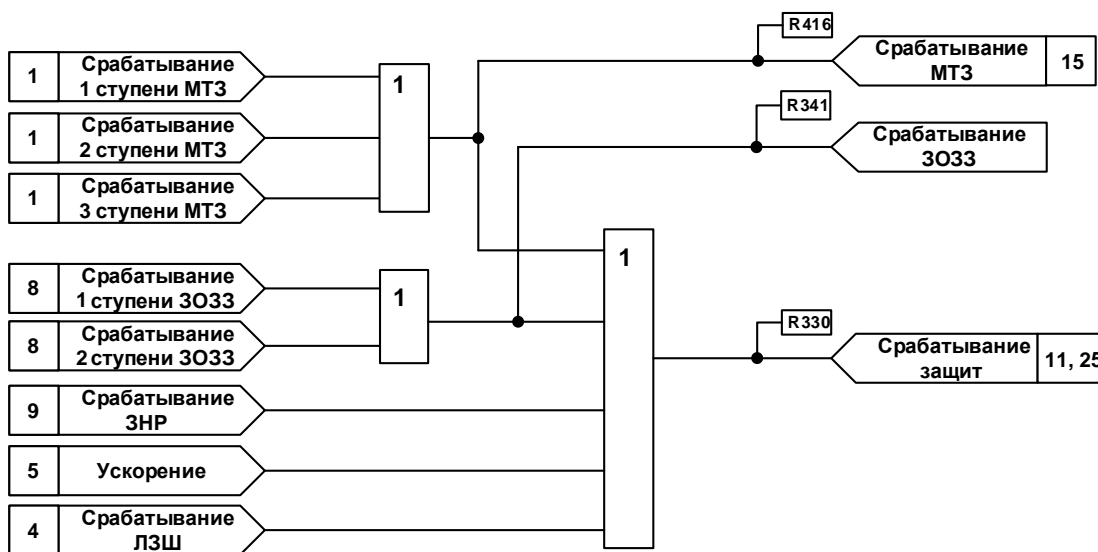 R416
1
Срабатывание
1 ступени МТЗ
1
Срабатывание
МТЗ
15
1
Срабатывание
2 ступени МТЗ
R341
Срабатывание
ЗОЗЗ
1
Срабатывание
3 ступени МТЗ
1
8
Срабатывание
1 ступени ЗОЗЗ
1
8
Срабатывание
2 ступени ЗОЗЗ
R330
Срабатывание
защит
11, 25
9
Срабатывание
ЗНР
5
Ускорение
4
Срабатывание
ЛЗШ